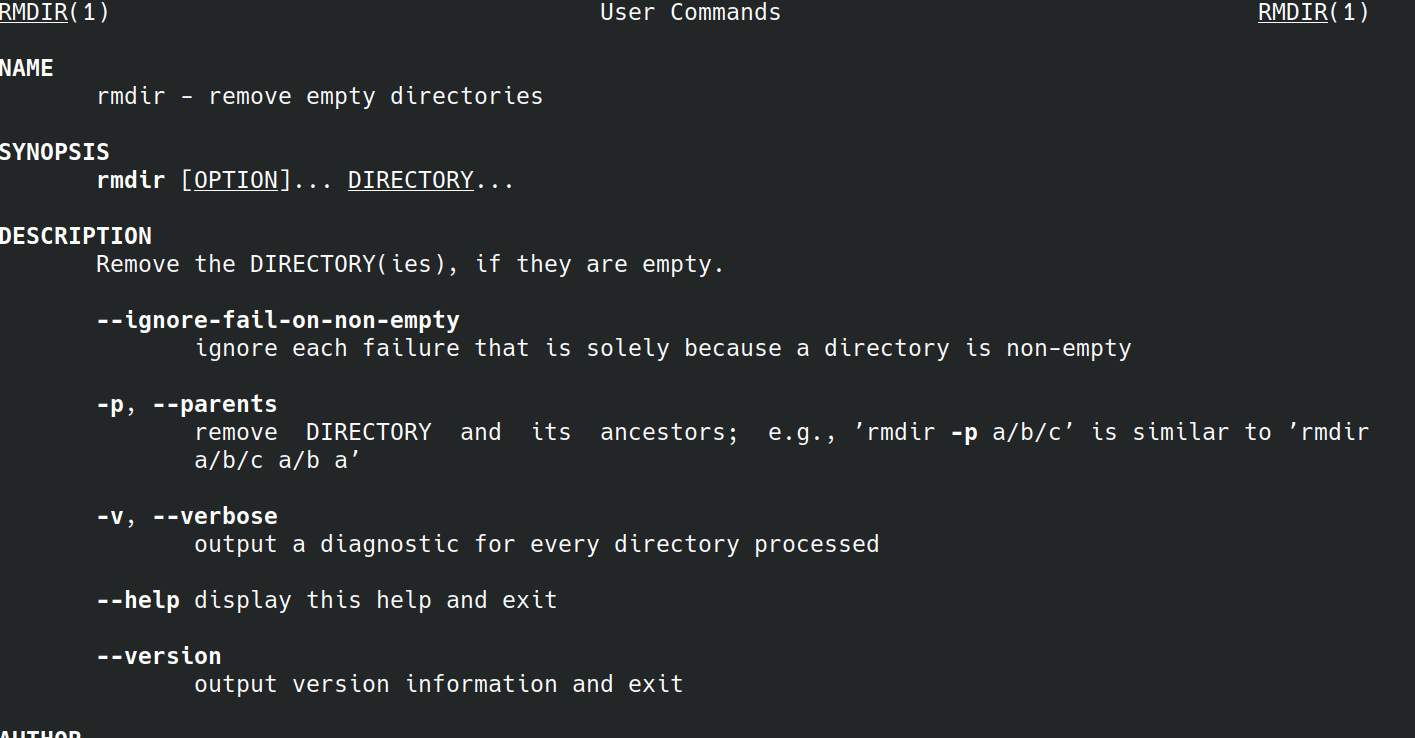 RMDIR(1) User Commands RMDIR(1)
NAME
rmdir - remove empty directories
SYNOPSIS
rmdir [OPTION]... DIRECTORY...
DESCRIPTION
Remove the DIRECTORY(ies), if they are empty.
--ignore-fail-on-non-empty
ignore each failure that is solely because a directory is non-empty
-p, --parents
remove DIRECTORY and its ancestors; e.g., ’rmdir -p a/b/c’ is similar to ’rmdir
a/b/c a/b a’
-v, --verbose
output a diagnostic for every directory processed
--help display this help and exit
--version
output version information and exit
AUTHOR